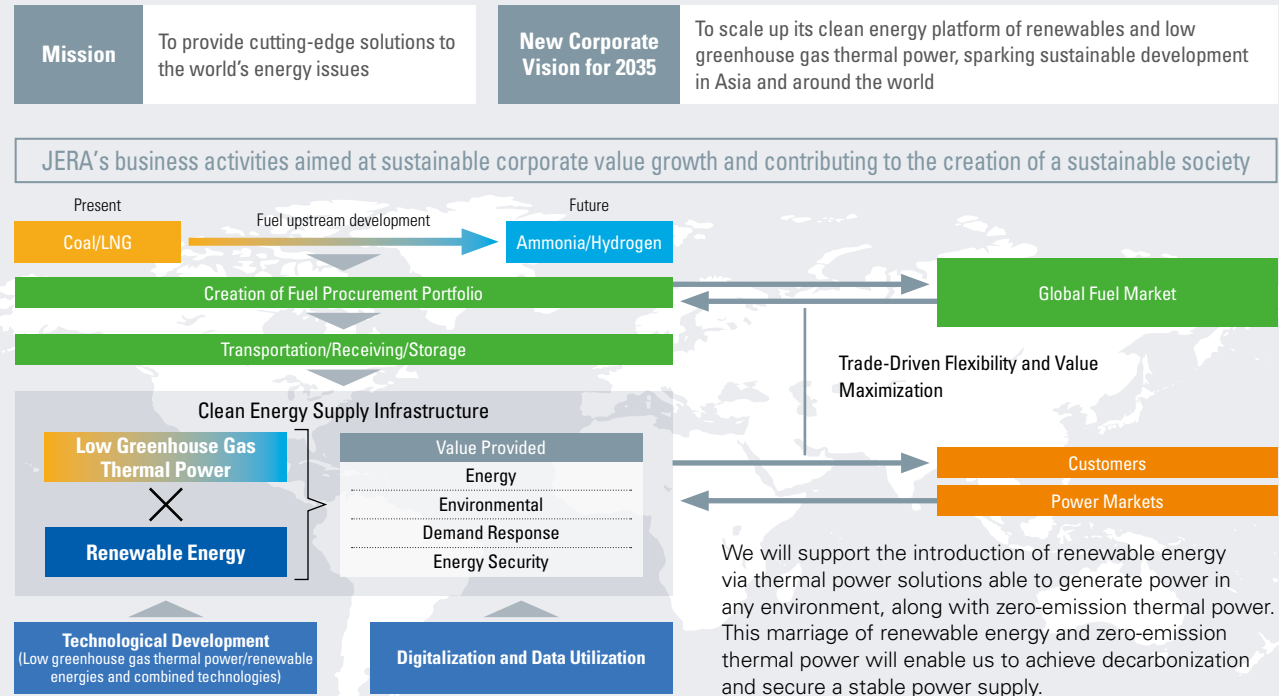 Mission
To provide cutting-edge solutions to
the world's energy issues
New Corporate
Vision for 2035
To scale up its clean energy platform of renewables and low
greenhouse gas thermal power, sparking sustainable development
in Asia and around the world
JERA's business activities aimed at sustainable corporate value growth and contributing to the creation of a sustainable society
Present
Fuel upstream development
Future
Coal/LNG
Ammonia/Hydrogen
Creation of Fuel Procurement Portfolio
Global Fuel Market
Transportation/Receiving/Storage
Trade-Driven Flexibility and Value
Maximization
Clean Energy Supply Infrastructure
Low Greenhouse Gas
Thermal Power
Renewable Energy
Value Provided
Energy
Environmental
Demand Response
Energy Security
Customers
Power Markets
Technological Development
(Low greenhouse gas thermal power/renewable
energies and combined technologies)
Digitalization and Data Utilization
We will support the introduction of renewable energy
via thermal power solutions able to generate power in
any environment, along with zero-emission thermal power.
This marriage of renewable energy and zero-emission
thermal power will enable us to achieve decarbonization
and secure a stable power supply.